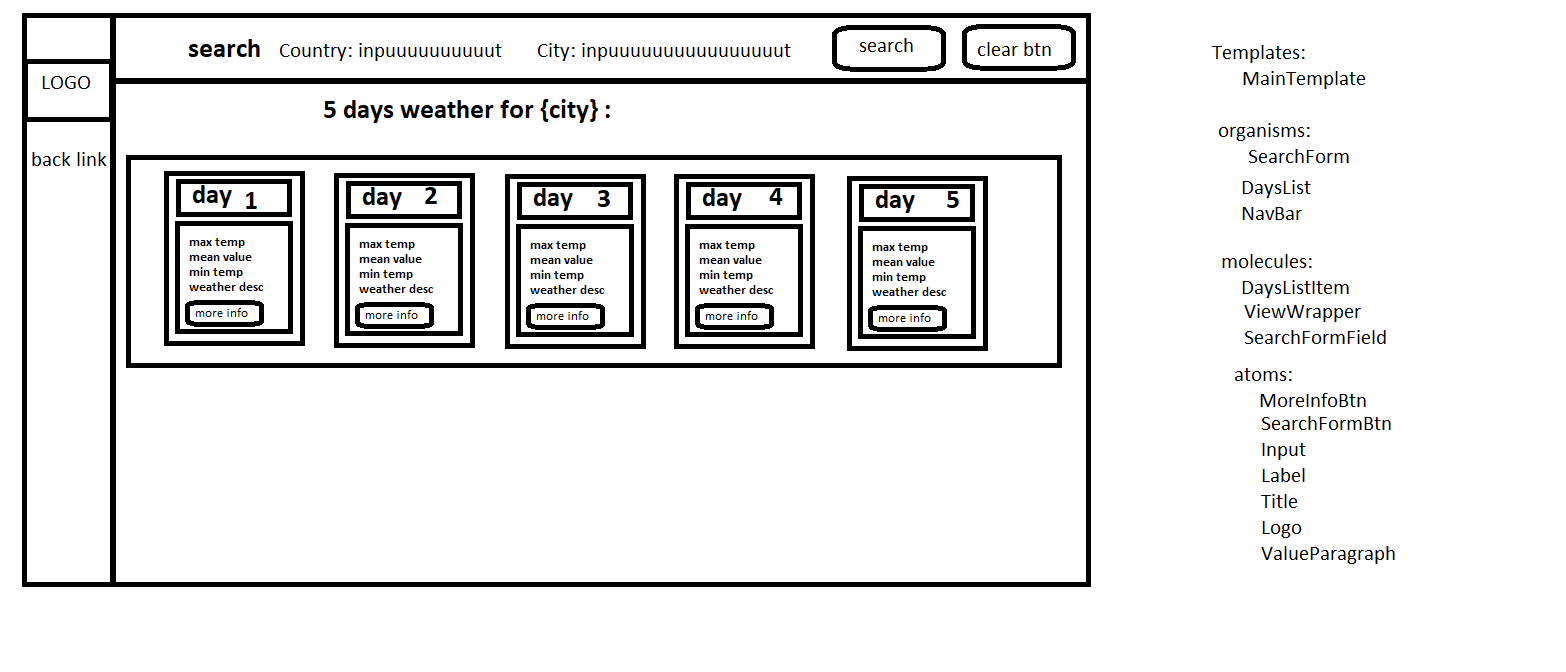 search Country: inpuuuuuuuuuut City: inpuuuuuuuuuuuuuuuut search clear btn
LOGO
back link
5 days weather for {city} :
day 1
max temp
mean value
min temp
weather desc
more info
day 2
max temp
mean value
min temp
weather desc
more info
day 3
max temp
mean value
min temp
weather desc
more info
day 4
max temp
mean value
min temp
weather desc
more info
day 5
max temp
mean value
min temp
weather desc
more info
Templates:
MainTemplate
organisms:
SearchForm
DaysList
NavBar
molecules:
DaysListItem
ViewWrapper
SearchFormField
atoms:
MoreInfoBtn
SearchFormBtn
Input
Label
Title
Logo
ValueParagraph